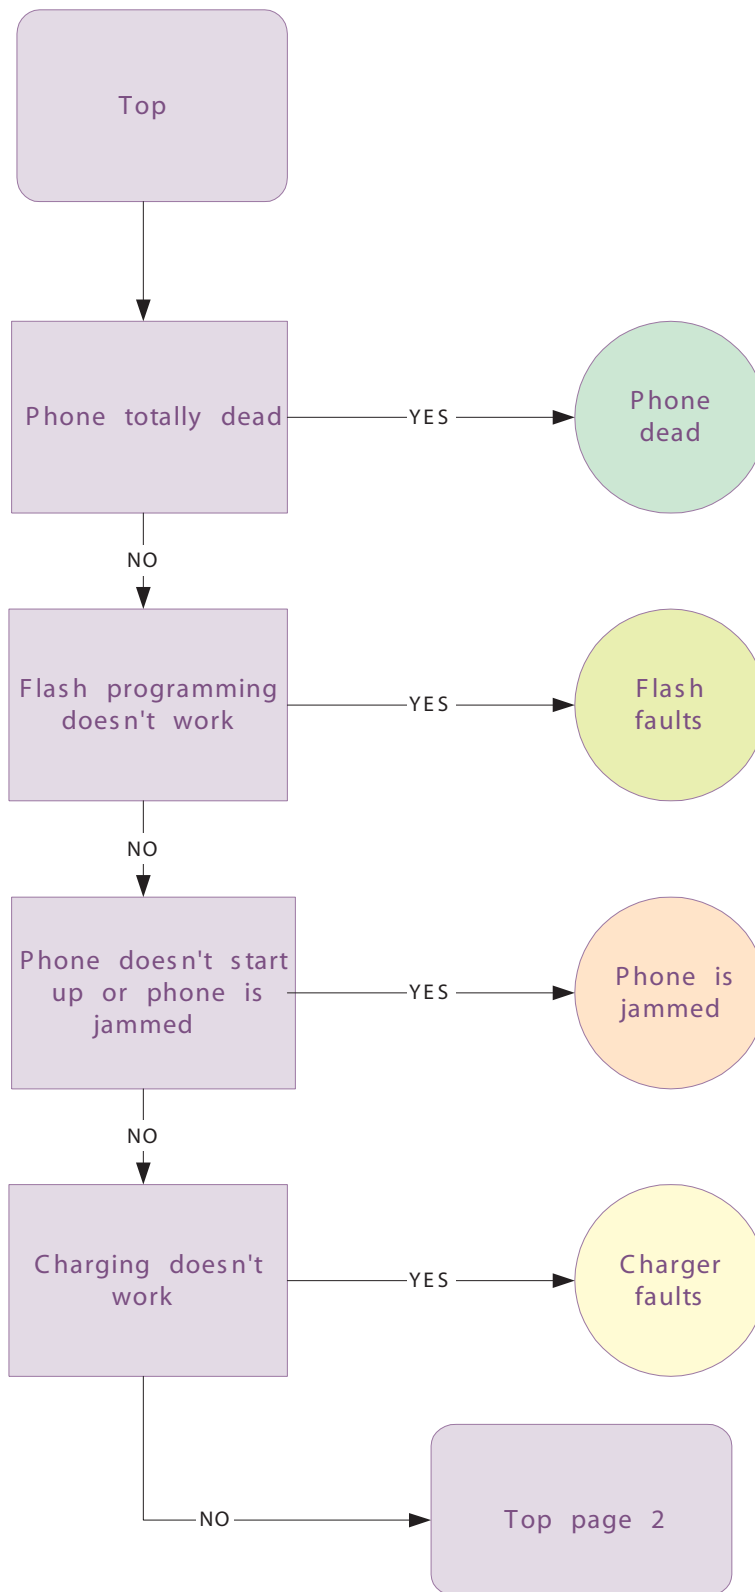 Top
Phone totally dead
YES
Phone
dead
NO
Flash programming
doesn't work
YES
Flash
faults
NO
Phone doesn't start
up or phone is
jammed
YES
Phone is
jammed
NO
Charging doesn't
work
YES
Charger
faults
NO
Top page 2